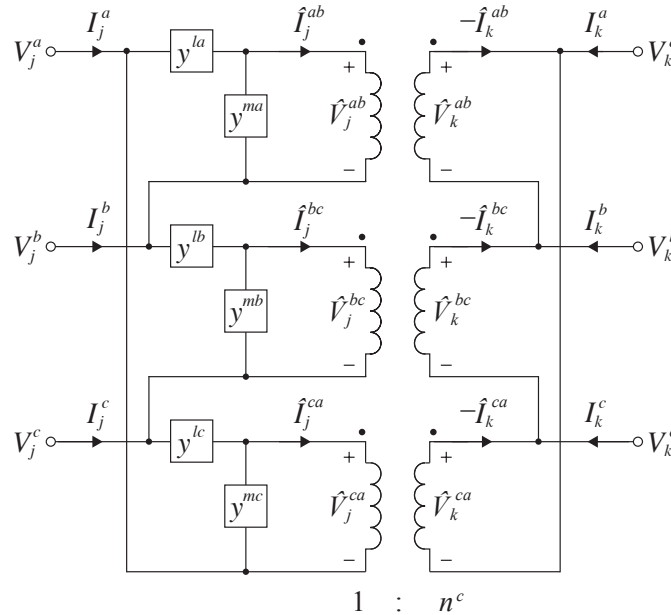 I_j^a Î_j^{ab} −Î_k^{ab} I_k^a
V_j^a y^{la} V_k
y^{ma} + V̂_j^{ab} − + V̂_k^{ab} −
I_j^b Î_j^{bc} −Î_k^{bc} I_k^b
V_j^b y^{lb} V_k
y^{mb} + V̂_j^{bc} − + V̂_k^{bc} −
I_j^c Î_j^{ca} −Î_k^{ca} I_k^c
V_j^c y^{lc} V_k
y^{mc} + V̂_j^{ca} − + V̂_k^{ca} −
1 : n^c